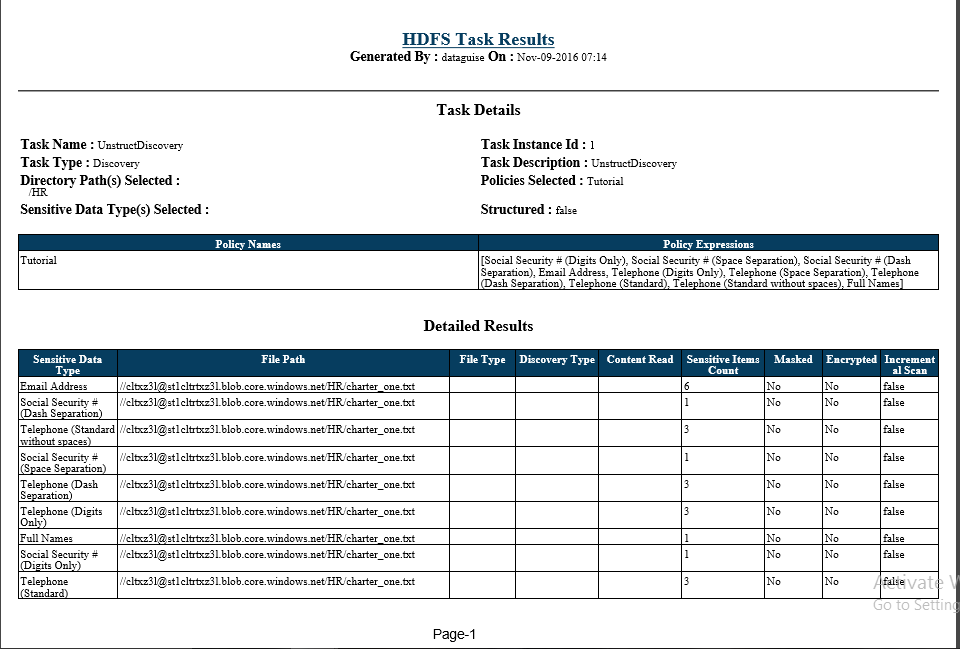 HDFS Task Results
Generated By : dataguise On : Nov-09-2016 07:14
Task Details
Task Name : UnstructDiscovery
Task Instance Id : 1
Task Type : Discovery
Task Description : UnstructDiscovery
Directory Path(s) Selected :
/HR
Policies Selected : Tutorial
Sensitive Data Type(s) Selected :
Structured : false
Policy Names
Policy Expressions
Tutorial
[Social Security # (Digits Only), Social Security # (Space Separation), Social Security # (Dash
Separation), Email Address, Telephone (Digits Only), Telephone (Space Separation), Telephone
(Dash Separation), Telephone (Standard), Telephone (Standard without spaces), Full Names]
Detailed Results
Sensitive Data
Type
File Path
File Type
Discovery Type
Content Read
Sensitive Items
Count
Masked
Encrypted
Increment
al Scan
Email Address
//cltxz3l@st1cltrtxz3l.blob.core.windows.net/HR/charter_one.txt
6
No
No
false
Social Security #
(Dash Separation)
//cltxz3l@st1cltrtxz3l.blob.core.windows.net/HR/charter_one.txt
1
No
No
false
Telephone (Standard
without spaces)
//cltxz3l@st1cltrtxz3l.blob.core.windows.net/HR/charter_one.txt
3
No
No
false
Social Security #
(Space Separation)
//cltxz3l@st1cltrtxz3l.blob.core.windows.net/HR/charter_one.txt
1
No
No
false
Telephone (Dash
Separation)
//cltxz3l@st1cltrtxz3l.blob.core.windows.net/HR/charter_one.txt
3
No
No
false
Telephone (Digits
Only)
//cltxz3l@st1cltrtxz3l.blob.core.windows.net/HR/charter_one.txt
3
No
No
false
Full Names
//cltxz3l@st1cltrtxz3l.blob.core.windows.net/HR/charter_one.txt
1
No
No
false
Social Security #
(Digits Only)
//cltxz3l@st1cltrtxz3l.blob.core.windows.net/HR/charter_one.txt
1
No
No
false
Telephone
(Standard)
//cltxz3l@st1cltrtxz3l.blob.core.windows.net/HR/charter_one.txt
3
No
No
false
Activate W
Go to Setting
Page-1